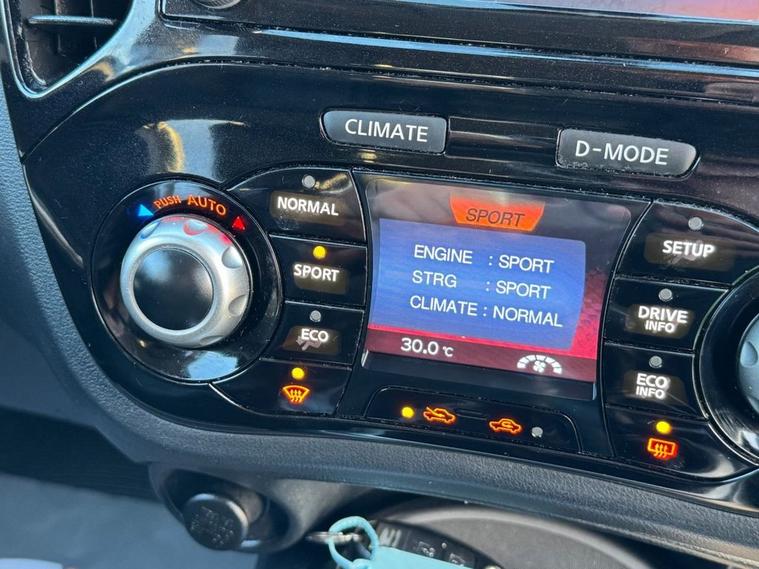 CLIMATE
D-MODE
PUSH AUTO
NORMAL
SPORT
SETUP
ENGINE : SPORT
STRG : SPORT
CLIMATE : NORMAL
SPORT
DRIVE
INFO
ECO
ECO
INFO
30.0 °C